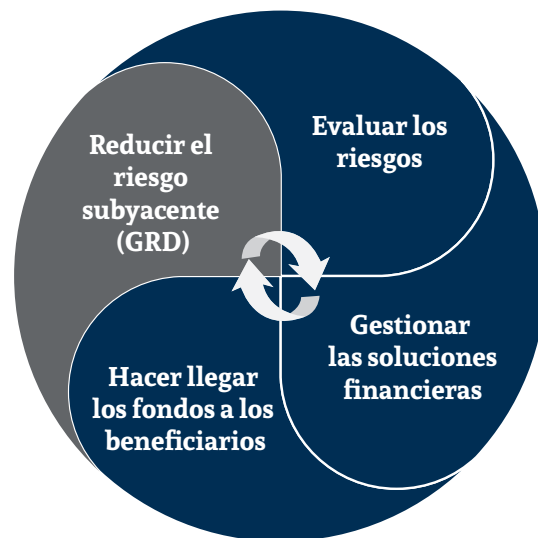 Reducir el
riesgo
subyacente
(GRD)
Evaluar los
riesgos
Gestionar
las soluciones
financieras
Hacer llegar
los fondos a los
beneficiarios